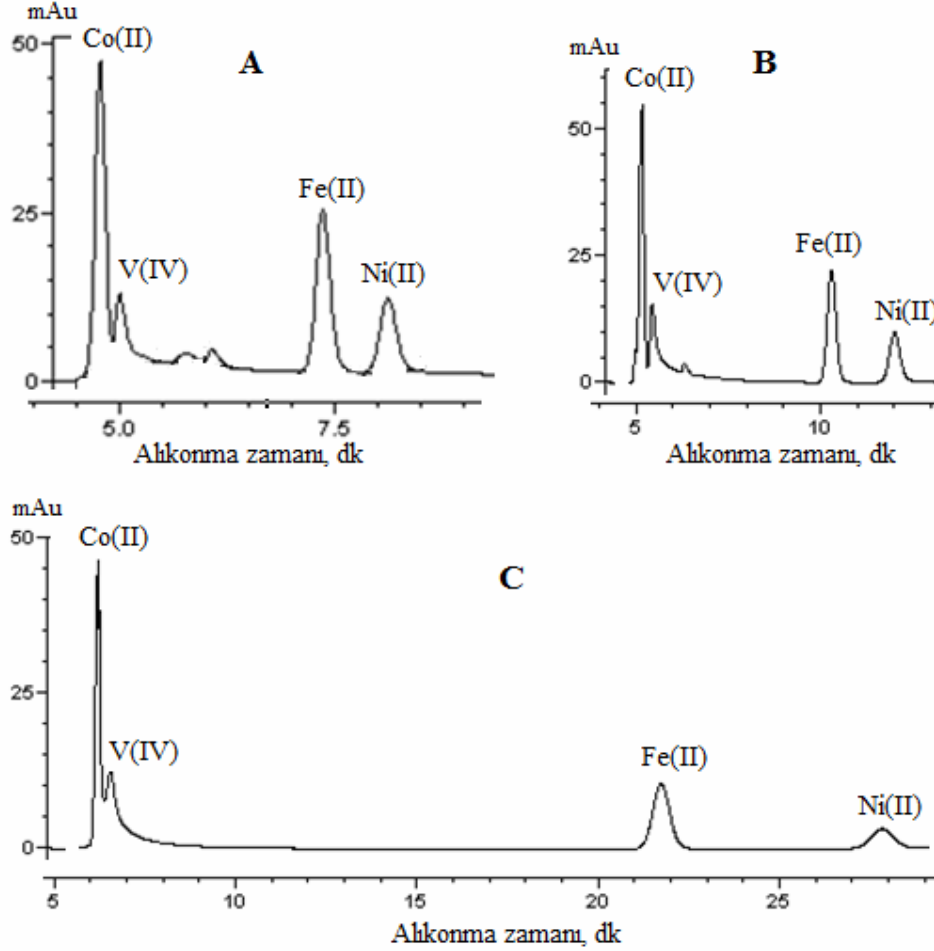 mAu
Co(II)
A
50
Fe(II)
25
V(IV)
Ni(II)
0
5.0 7.5
Alıkonma zamanı, dk
mAu
B
Co(II)
50
Fe(II)
25
V(IV)
Ni(II)
0
5 10
Alıkonma zamanı, dk
mAu
50
Co(II)
C
25
V(IV)
Fe(II)
Ni(II)
0
5 10 15 20 25
Alıkonma zamanı, dk